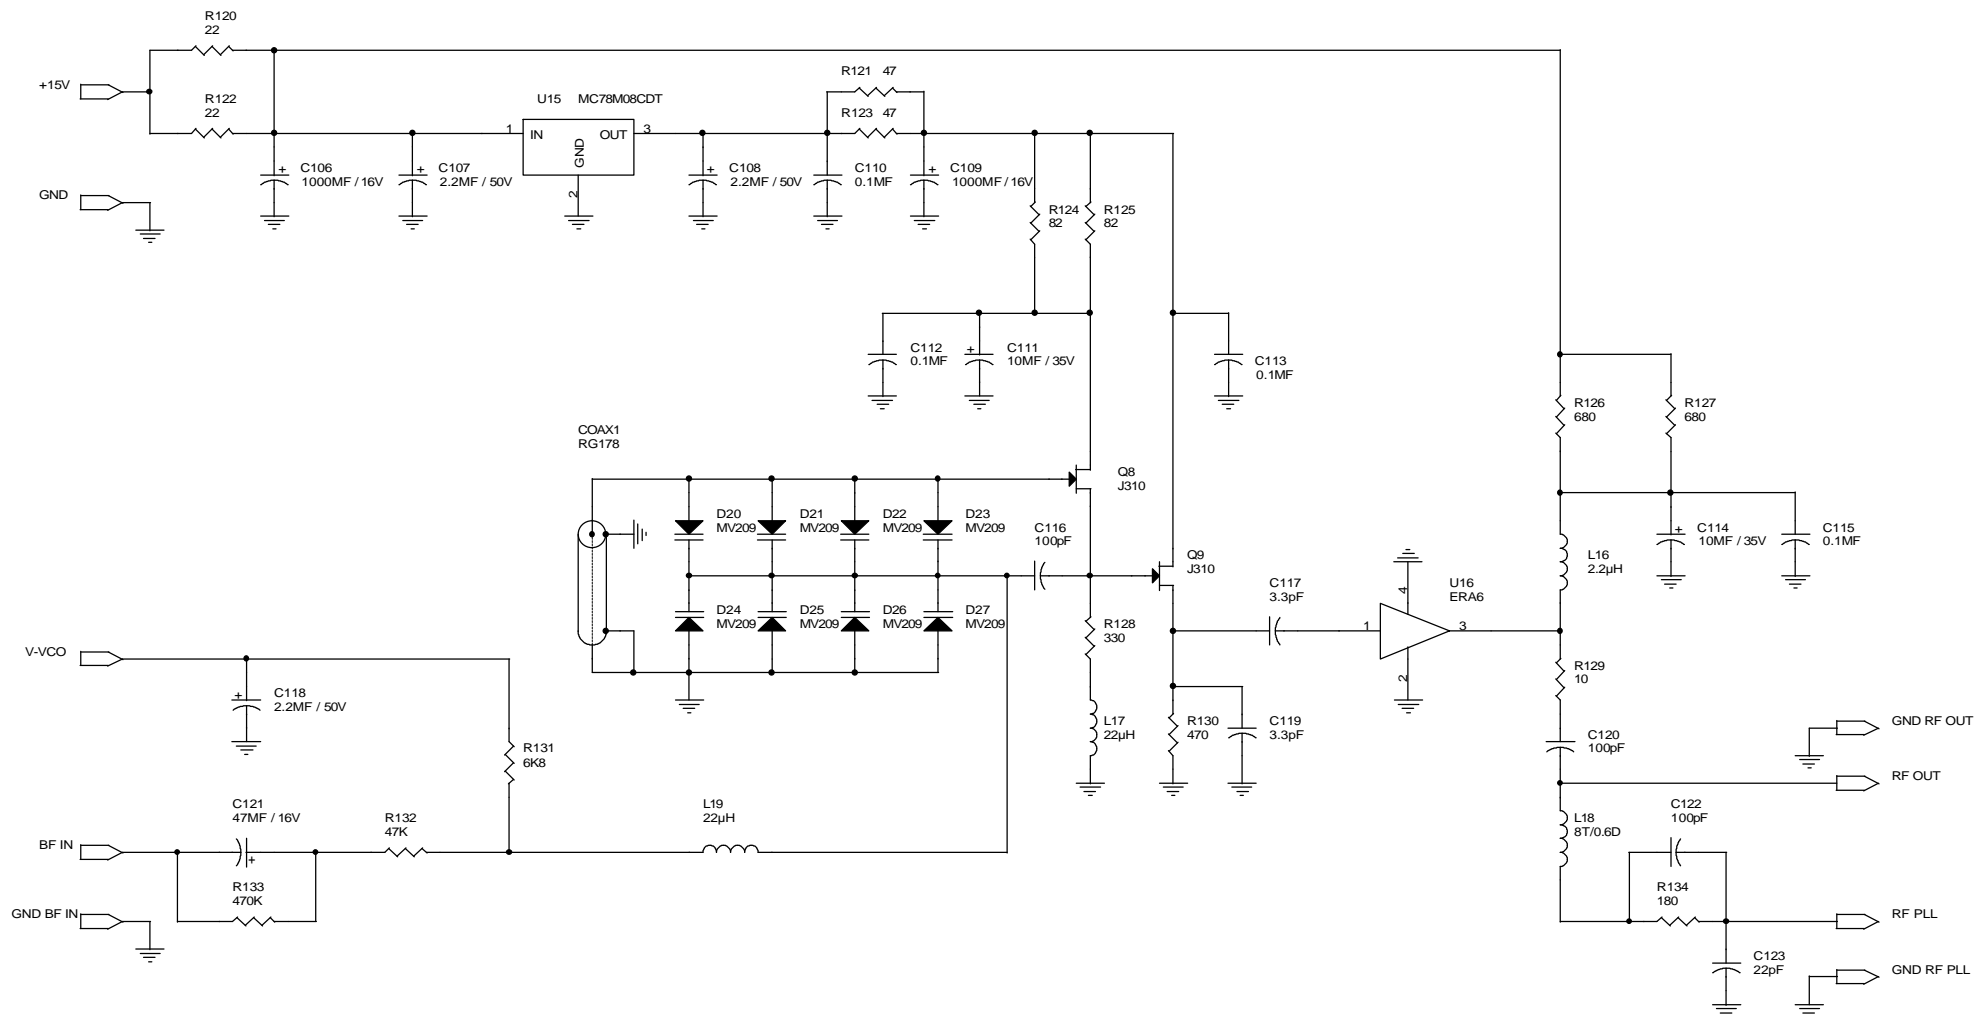 R120
22
+15V
R122
22
GND
U15 MC78M08CDT
1 IN OUT 3
GND
2
R121 47
R123 47
C106
1000MF / 16V
C107
2.2MF / 50V
C108
2.2MF / 50V
C110
0.1MF
C109
1000MF / 16V
R124
82
R125
82
C112
0.1MF
C111
10MF / 35V
C113
0.1MF
R126
680
R127
680
COAX1
RG178
Q8
J310
D20
MV209
D21
MV209
D22
MV209
D23
MV209
C116
100pF
Q9
J310
C114
10MF / 35V
C115
0.1MF
L16
2.2µH
D24
MV209
D25
MV209
D26
MV209
D27
MV209
R128
330
C117
3.3pF
U16
ERA6
4
1
3
2
R129
10
V-VCO
C118
2.2MF / 50V
L17
22µH
R130
470
C119
3.3pF
GND RF OUT
C120
100pF
R131
6K8
RF OUT
C121
47MF / 16V
R132
47K
L19
22µH
L18
8T/0.6D
C122
100pF
BF IN
R133
470K
R134
180
GND BF IN
RF PLL
C123
22pF
GND RF PLL
+
+
+
+
+
+
+
+